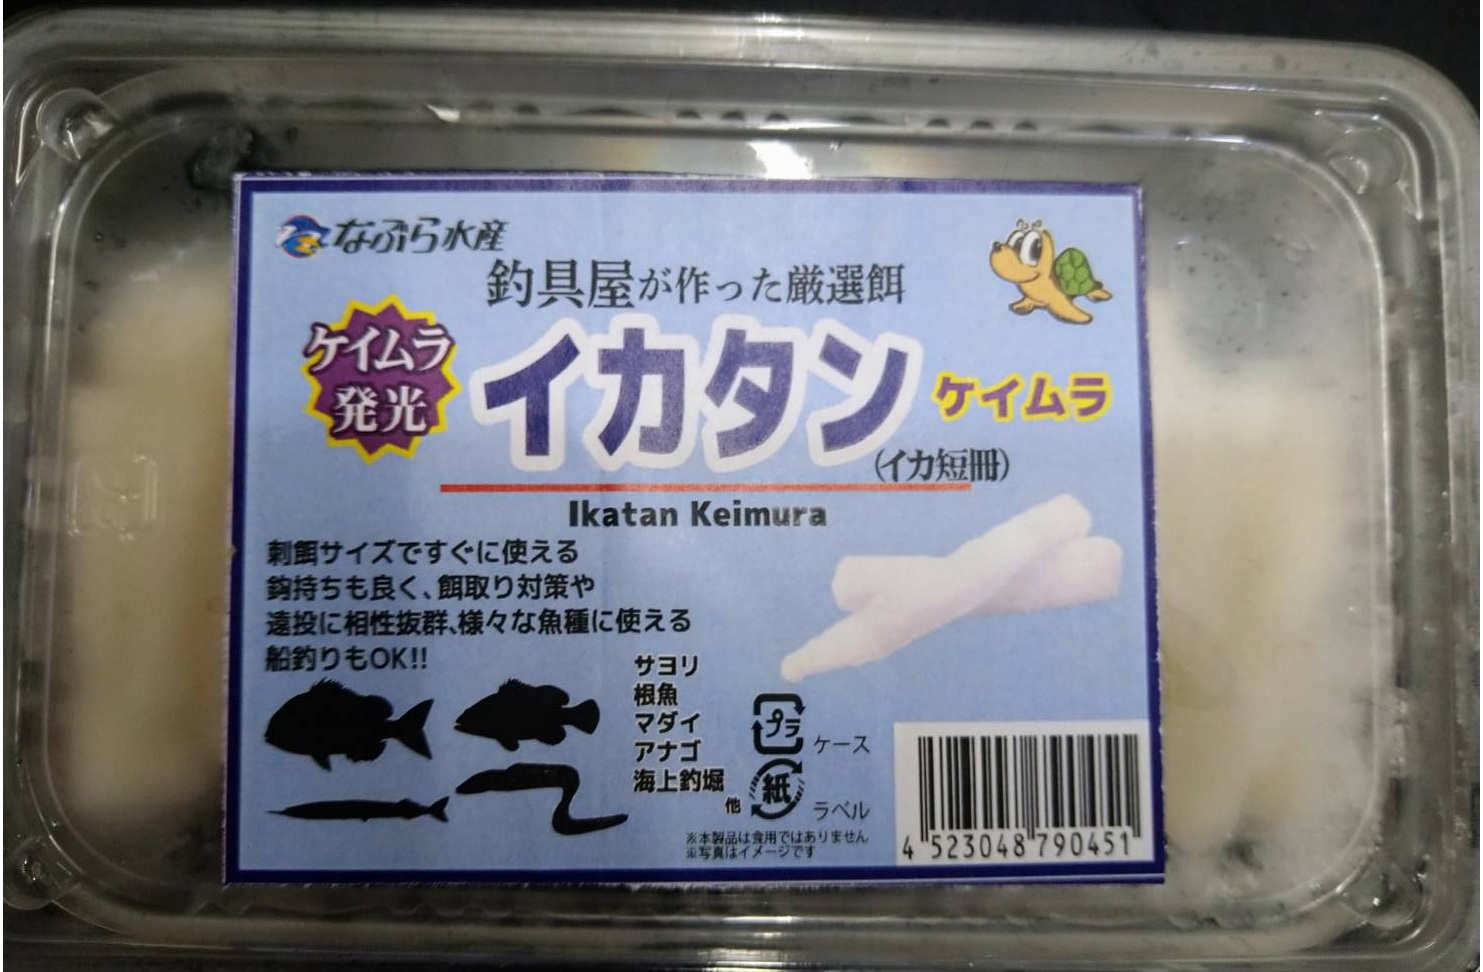 なぶら水産
釣具屋が作った厳選餌
ケイムラ
発光
イカタン
ケイムラ
(イカ短冊)
Ikatan Keimura
刺餌サイズですぐに使える
鈎持ちも良く、餌取り対策や
遠投に相性抜群、様々な魚種に使える
船釣りもOK!!
サヨリ
根魚
マダイ
アナゴ
海上釣堀
他
プラ
ケース
紙
ラベル
※本製品は食用ではありません
※写真はイメージです
4 523048 790451